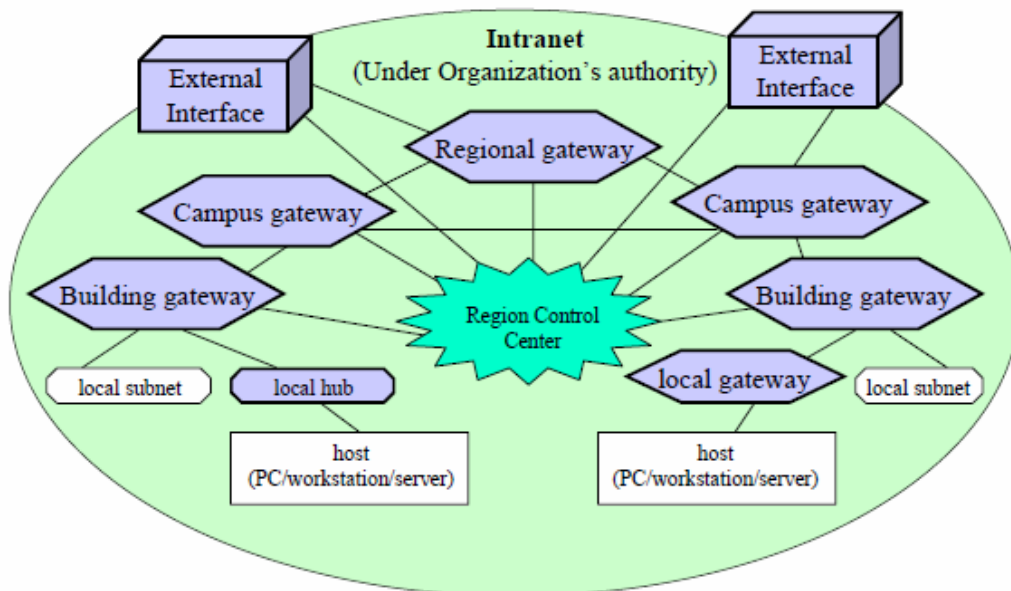 Intranet
(Under Organization's authority)
External
Interface
External
Interface
Regional gateway
Campus gateway
Campus gateway
Building gateway
Region Control
Center
Building gateway
local subnet
local hub
local gateway
local subnet
host
(PC/workstation/server)
host
(PC/workstation/server)